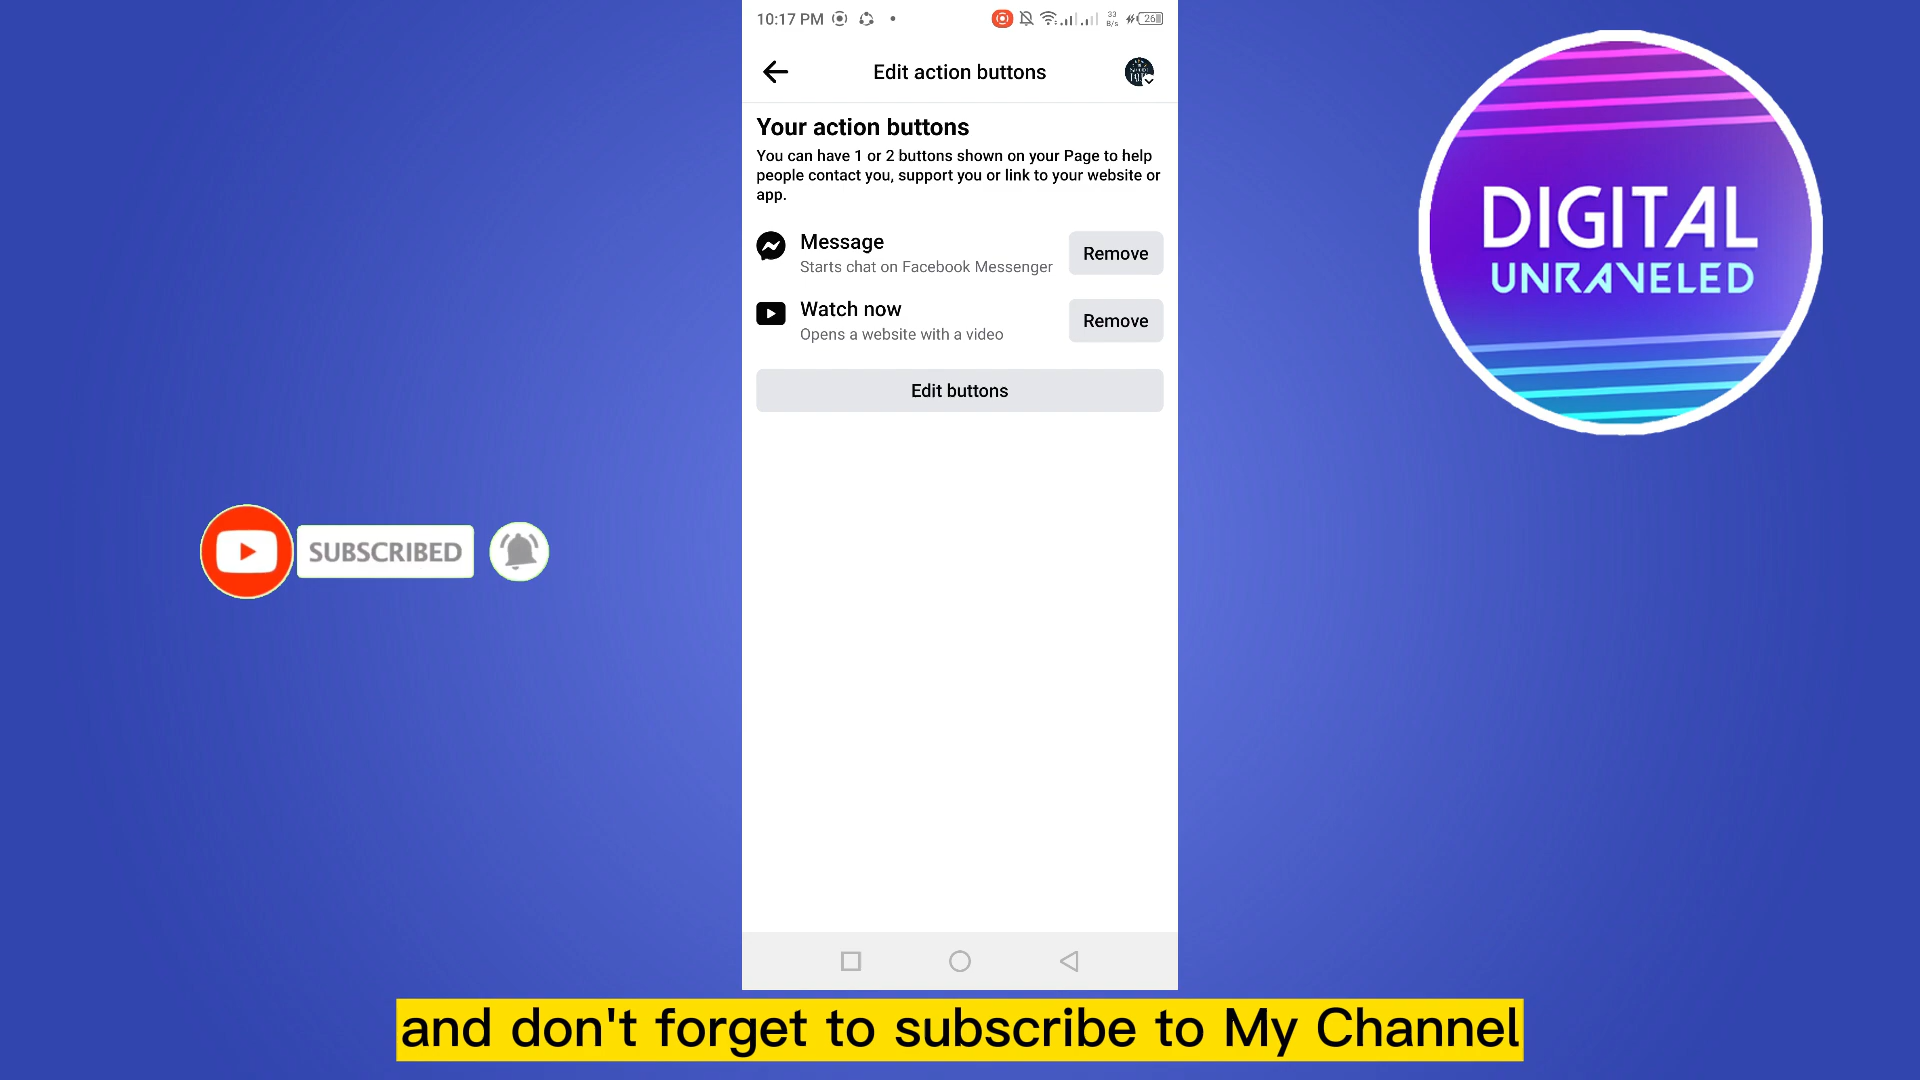 10:17 PM
33
B/s
26
Edit action buttons
Your action buttons
You can have 1 or 2 buttons shown on your Page to help
people contact you, support you or link to your website or
app.
Message
Starts chat on Facebook Messenger
Remove
Watch now
Opens a website with a video
Remove
Edit buttons
DIGITAL
UNRAVELED
SUBSCRIBED
and don't forget to subscribe to My Channel